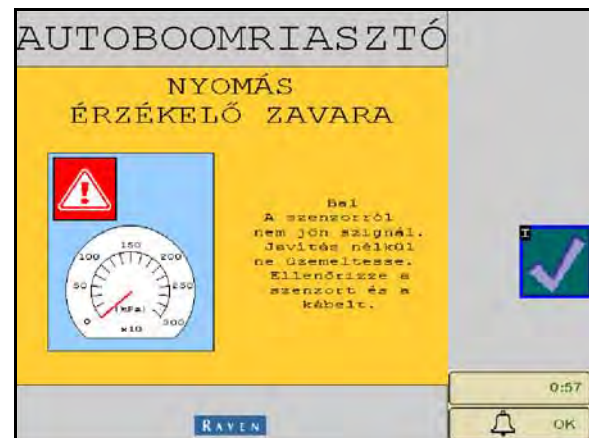 AUTOBOOMRIASZTÓ
NYOMÁS
ÉRZÉKELŐ ZAVARA
Bal
A szenzorról
nem jön szignál.
Javítás nélkül
ne üzemeltesse.
Ellenőrizze a
szenzort és a
kábelt.
150
100 200
50 250
(kPa)
0 300
x10
I
0:57
OK
RAVEN